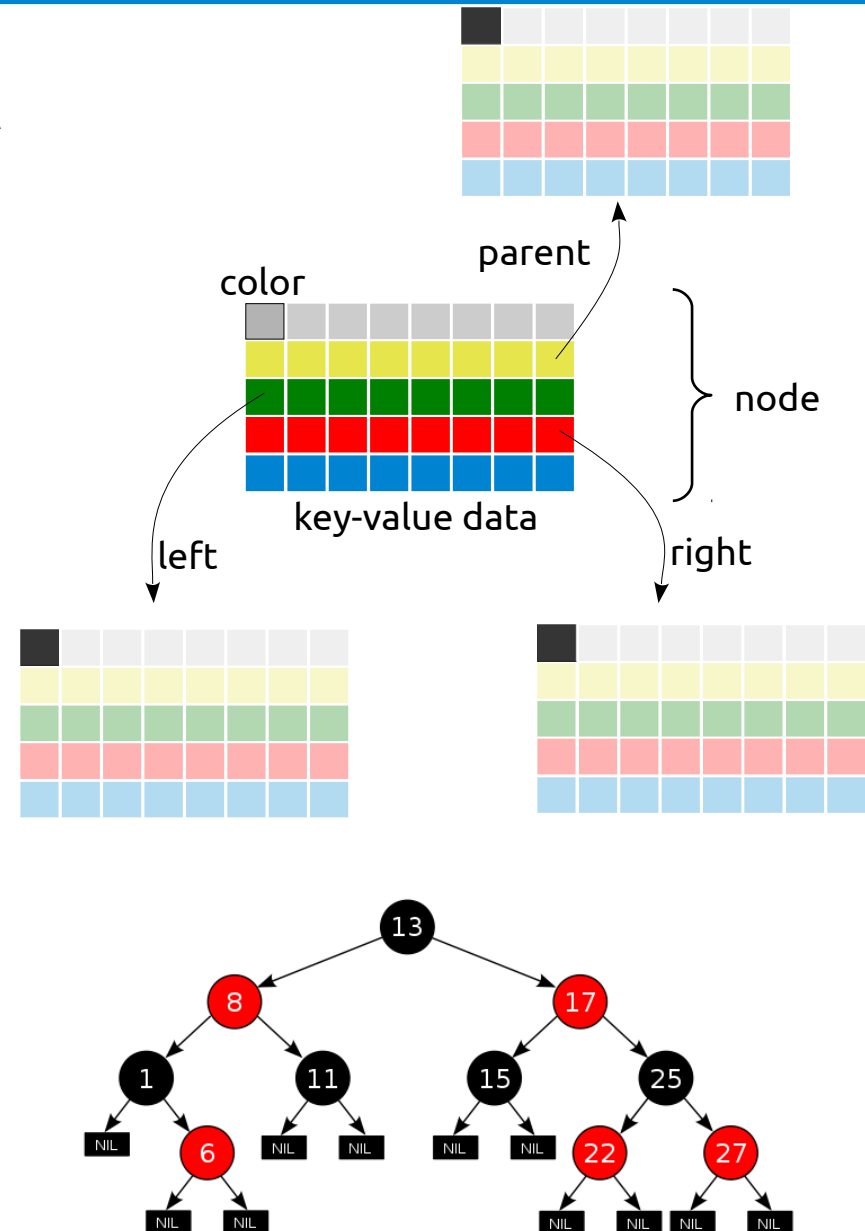 parent
color
node
key-value data
left
right
13
8
17
1
11
15
25
NIL
6
NIL
NIL
NIL
NIL
22
27
NIL
NIL
NIL
NIL
NIL
NIL